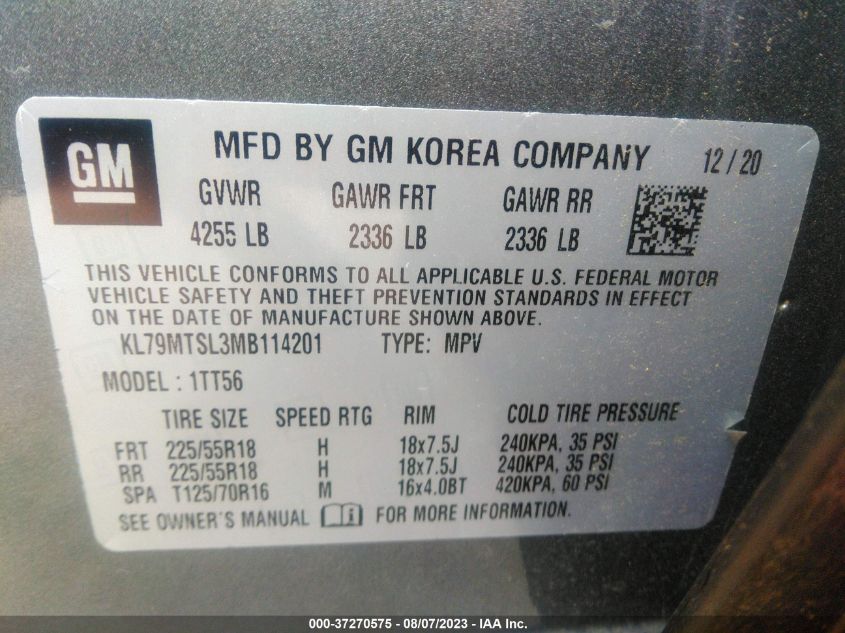 GM
MFD BY GM KOREA COMPANY 12/20
GVWR GAWR FRT GAWR RR
4255 LB 2336 LB 2336 LB
THIS VEHICLE CONFORMS TO ALL APPLICABLE U.S. FEDERAL MOTOR
VEHICLE SAFETY AND THEFT PREVENTION STANDARDS IN EFFECT
ON THE DATE OF MANUFACTURE SHOWN ABOVE.
KL79MTSL3MB114201 TYPE: MPV
MODEL: 1TT56
TIRE SIZE SPEED RTG RIM COLD TIRE PRESSURE
FRT 225/55R18 H 18x7.5J 240KPA, 35 PSI
RR 225/55R18 H 18x7.5J 240KPA, 35 PSI
SPA T125/70R16 M 16x4.0BT 420KPA, 60 PSI
SEE OWNER'S MANUAL FOR MORE INFORMATION.
000-37270575 - 08/07/2023 - IAA Inc.